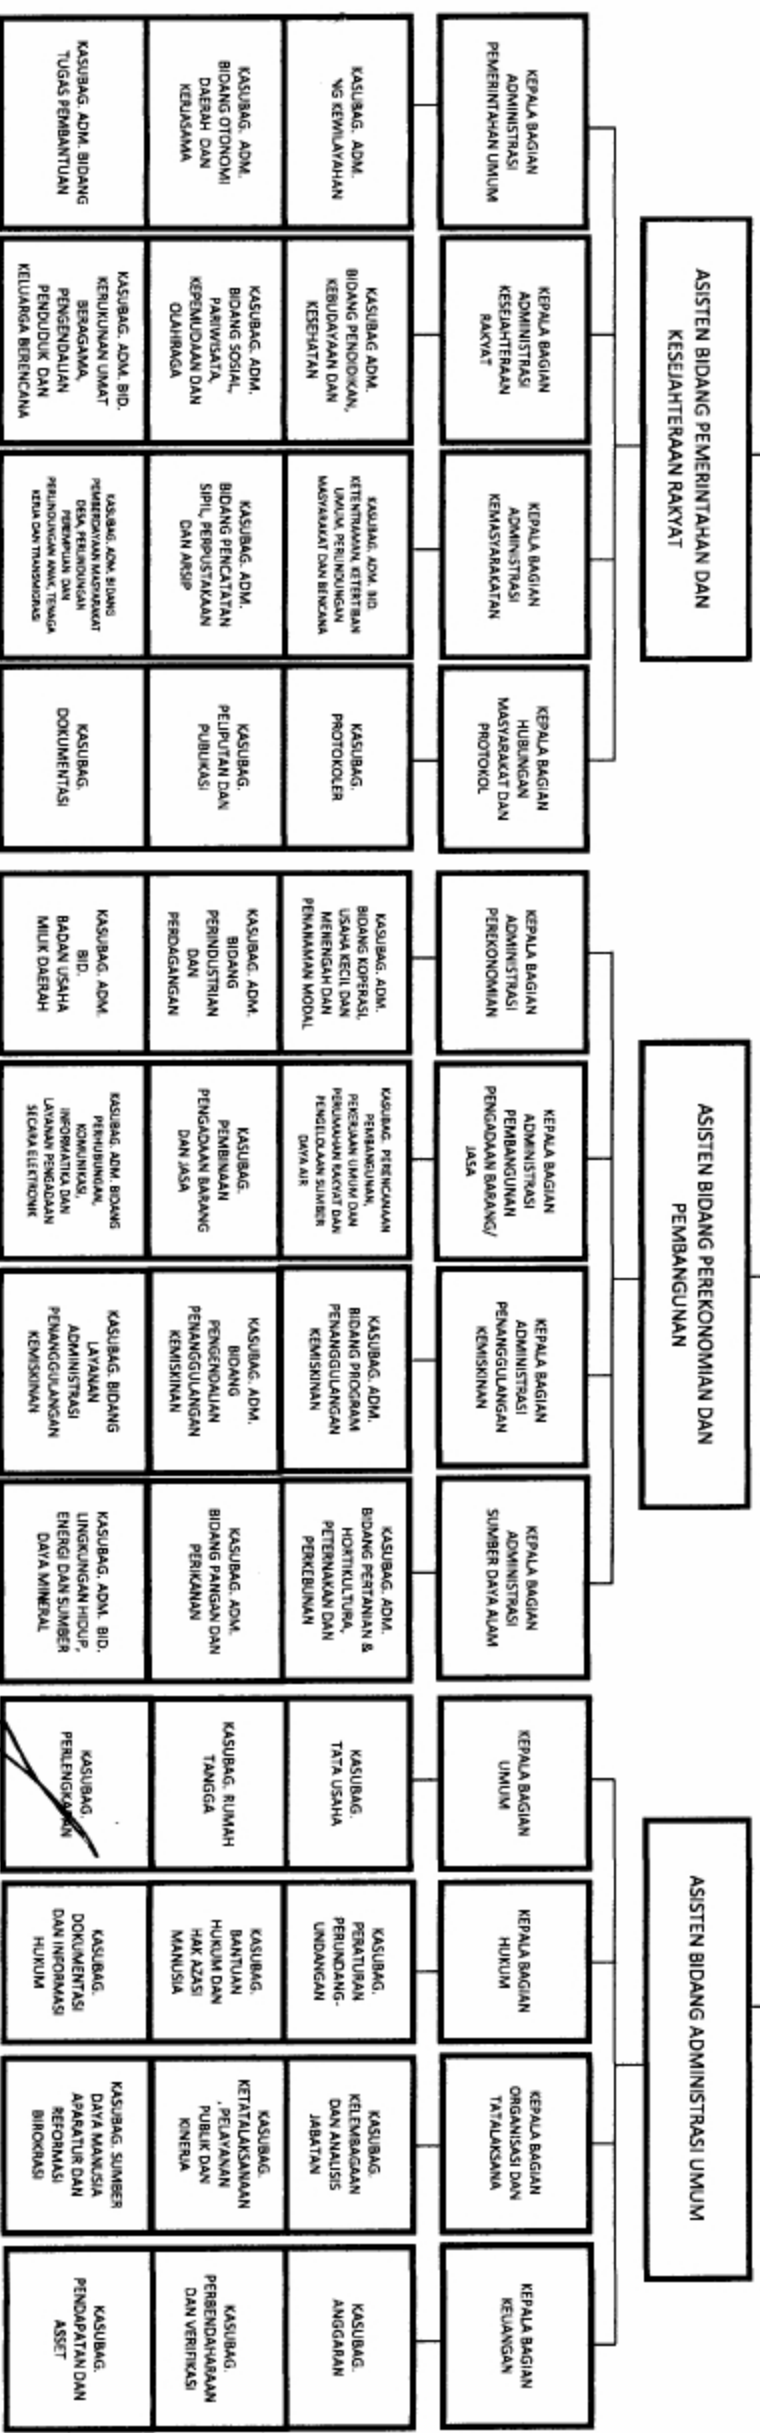 ASISTEN BIDANG PEMERINTAHAN DAN
KESEJAHTERAAN RAKYAT
KEPALA BAGIAN
ADMINISTRASI
PEMERINTAHAN UMUM
KASUBAG. ADM.
NG KEWILAYAHAN
KASUBAG. ADM.
BIDANG OTONOMI
DAERAH DAN
KERJASAMA
KASUBAG. ADM. BIDANG
TUGAS PEMBANTUAN
KEPALA BAGIAN
ADMINISTRASI
KESEJAHTERAAN
RAKYAT
KASUBAG ADM.
BIDANG PENDIDIKAN,
KEBUDAYAAN DAN
KESEHATAN
KASUBAG. ADM.
BIDANG SOSIAL,
PARIWISATA,
KEPEMUDAAN DAN
OLAHRAGA
KASUBAG. ADM. BID.
KERUKUNAN UMAT
BERAGAMA,
PENGENDALIAN
PENDUDUK DAN
KELUARGA BERENCANA
KEPALA BAGIAN
ADMINISTRASI
KEMASYARAKATAN
KASUBAG. ADM. BID.
KETENTRAMAN, KETERTIBAN
UMUM, PERLINDUNGAN
MASYARAKAT DAN BENCANA
KASUBAG. ADM.
BIDANG PENCATATAN
SIPIL, PERPUSTAKAAN
DAN ARSIP
KASUBAG. ADM. BIDANG
PEMBERDAYAAN MASYARAKAT
DESA, PERLINDUNGAN
PEREMPUAN DAN
PERLINDUNGAN ANAK, TENAGA
KERJA DAN TRANSMIGRASI
KEPALA BAGIAN
HUBUNGAN
MASYARAKAT DAN
PROTOKOL
KASUBAG.
PROTOKOLER
KASUBAG.
PELIPUTAN DAN
PUBLIKASI
KASUBAG.
DOKUMENTASI
ASISTEN BIDANG PEREKONOMIAN DAN
PEMBANGUNAN
KEPALA BAGIAN
ADMINISTRASI
PEREKONOMIAN
KASUBAG. ADM.
BIDANG KOPERASI,
USAHA KECIL DAN
MENENGAH DAN
PENANAMAN MODAL
KASUBAG. ADM.
BIDANG
PERINDUSTRIAN
DAN
PERDAGANGAN
KASUBAG. ADM.
BID.
BADAN USAHA
MILIK DAERAH
KEPALA BAGIAN
ADMINISTRASI
PEMBANGUNAN
PENGADAAN BARANG/
JASA
KASUBAG. PERENCANAAN
PEMBANGUNAN,
PEKERJAAN UMUM DAN
PERUMAHAN RAKYAT DAN
PENGELOLAAN SUMBER
DAYA AIR
KASUBAG.
PEMBINAAN
PENGADAAN BARANG
DAN JASA
KASUBAG. ADM. BIDANG
PERHUBUNGAN,
KOMUNIKASI,
INFORMATIKA DAN
LAYANAN PENGADAAN
SECARA ELEKTRONIK
KEPALA BAGIAN
ADMINISTRASI
PENANGGULANGAN
KEMISKINAN
KASUBAG. ADM.
BIDANG PROGRAM
PENANGGULANGAN
KEMISKINAN
KASUBAG. ADM.
BIDANG
PENGENDALIAN
PENANGGULANGAN
KEMISKINAN
KASUBAG. BIDANG
LAYANAN
ADMINISTRASI
PENANGGULANGAN
KEMISKINAN
KEPALA BAGIAN
ADMINISTRASI
SUMBER DAYA ALAM
KASUBAG. ADM.
BIDANG PERTANIAN &
HORTIKULTURA,
PETERNAKAN DAN
PERKEBUNAN
KASUBAG. ADM.
BIDANG PANGAN DAN
PERIKANAN
KASUBAG. ADM. BID.
LINGKUNGAN HIDUP,
ENERGI DAN SUMBER
DAYA MINERAL
ASISTEN BIDANG ADMINISTRASI UMUM
KEPALA BAGIAN
UMUM
KASUBAG.
TATA USAHA
KASUBAG. RUMAH
TANGGA
KASUBAG.
PERLENGKAPAN
KEPALA BAGIAN
HUKUM
KASUBAG.
PERATURAN
PERUNDANG-
UNDANGAN
KASUBAG.
BANTUAN
HUKUM DAN
HAK AZASI
MANUSIA
KASUBAG.
DOKUMENTASI
DAN INFORMASI
HUKUM
KEPALA BAGIAN
ORGANISASI DAN
TATALAKSANA
KASUBAG.
KELEMBAGAAN
DAN ANALISIS
JABATAN
KASUBAG.
KETATALAKSANAAN
, PELAYANAN
PUBLIK DAN
KINERJA
KASUBAG. SUMBER
DAYA MANUSIA
APARATUR DAN
REFORMASI
BIROKRASI
KEPALA BAGIAN
KEUANGAN
KASUBAG.
ANGGARAN
KASUBAG.
PERBENDAHARAAN
DAN VERIFIKASI
KASUBAG.
PENDAPATAN DAN
ASSET